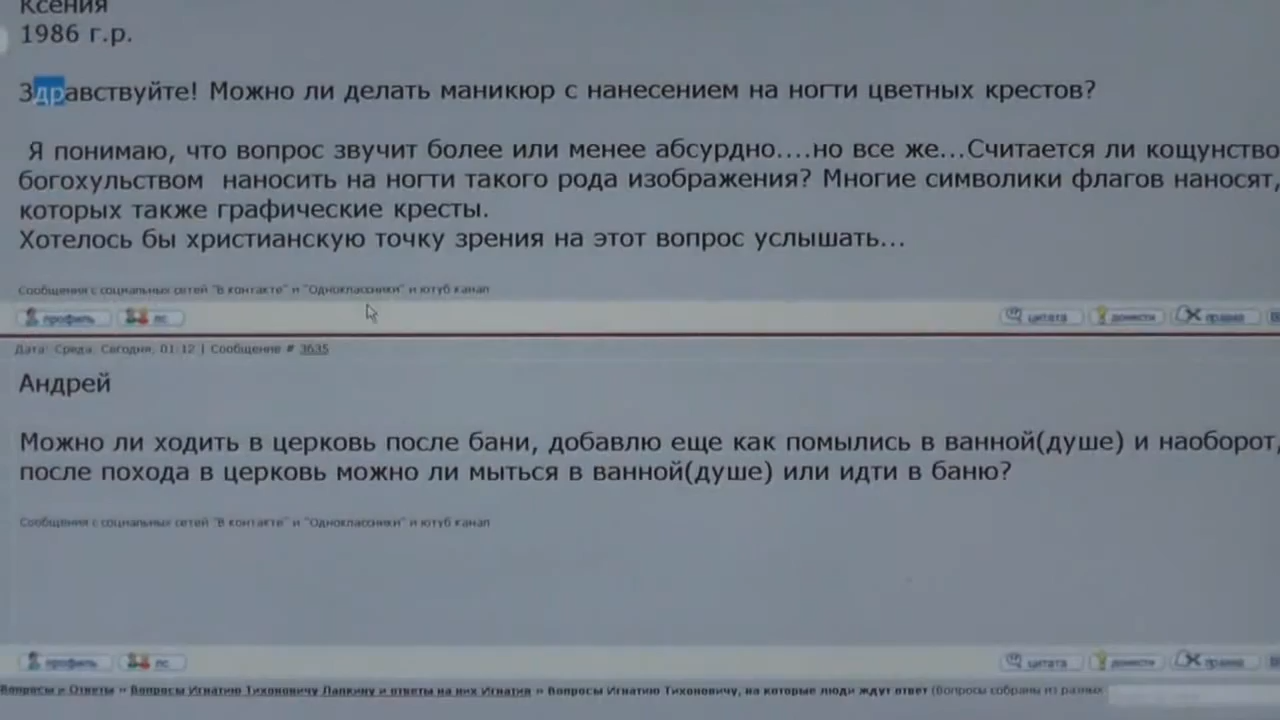 Ксения
1986 г.р.
Здравствуйте! Можно ли делать маникюр с нанесением на ногти цветных крестов?
Я понимаю, что вопрос звучит более или менее абсурдно....но все же...Считается ли кощунство
богохульством наносить на ногти такого рода изображения? Многие символики флагов наносят,
которых также графические кресты.
Хотелось бы христианскую точку зрения на этот вопрос услышать...
Сообщения с социальных сетей "В контакте" и "Одноклассники" и ютуб канал
профиль лс цитата донести правка
Дата: Среда, Сегодня, 01:12 | Сообщение # 3635
Андрей
Можно ли ходить в церковь после бани, добавлю еще как помылись в ванной(душе) и наоборот,
после похода в церковь можно ли мыться в ванной(душе) или идти в баню?
Сообщения с социальных сетей "В контакте" и "Одноклассники" и ютуб канал
профиль лс цитата донести правка
Вопросы и Ответы » Вопросы Игнатию Тихоновичу Лапкину и ответы на них Игнатия » Вопросы Игнатию Тихоновичу, на которые люди ждут ответ (Вопросы собраны из разных